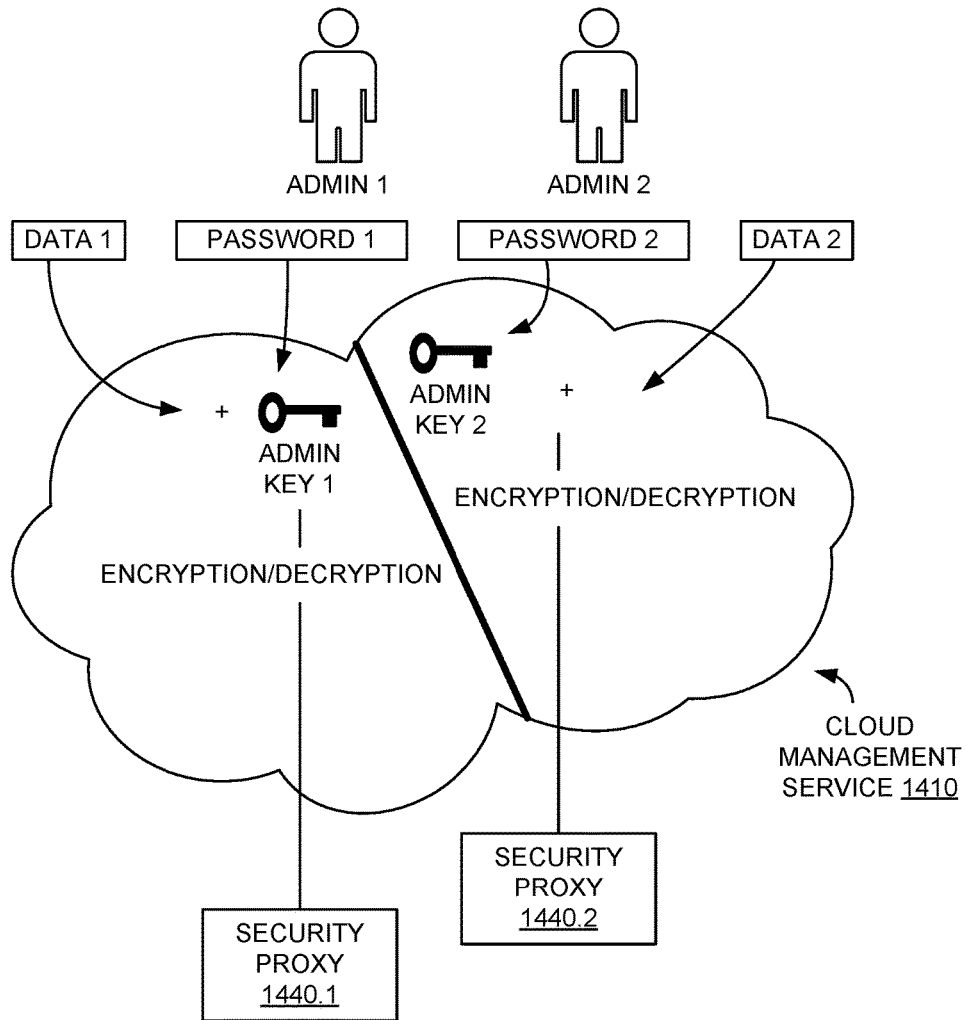 ADMIN 1
ADMIN 2
DATA 1
PASSWORD 1
PASSWORD 2
DATA 2
+
ADMIN
KEY 1
ADMIN
KEY 2
+
ENCRYPTION/DECRYPTION
ENCRYPTION/DECRYPTION
CLOUD
MANAGEMENT
SERVICE 1410
SECURITY
PROXY
1440.2
SECURITY
PROXY
1440.1